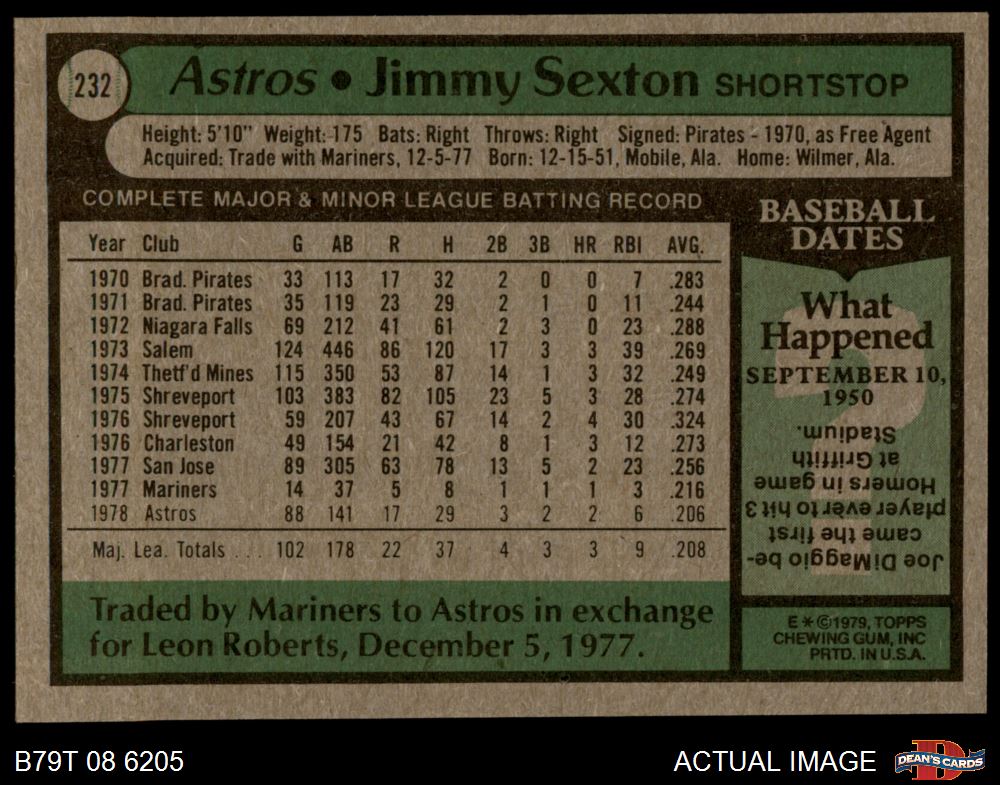 232
Astros • Jimmy Sexton SHORTSTOP
Height: 5'10" Weight: 175 Bats: Right Throws: Right Signed: Pirates - 1970, as Free Agent
Acquired: Trade with Mariners, 12-5-77 Born: 12-15-51, Mobile, Ala. Home: Wilmer, Ala.
COMPLETE MAJOR & MINOR LEAGUE BATTING RECORD
Year Club G AB R H 2B 3B HR RBI AVG.
1970 Brad. Pirates 33 113 17 32 2 0 0 7 .283
1971 Brad. Pirates 35 119 23 29 2 1 0 11 .244
1972 Niagara Falls 69 212 41 61 2 3 0 23 .288
1973 Salem 124 446 86 120 17 3 3 39 .269
1974 Thetf'd Mines 115 350 53 87 14 1 3 32 .249
1975 Shreveport 103 383 82 105 23 5 3 28 .274
1976 Shreveport 59 207 43 67 14 2 4 30 .324
1976 Charleston 49 154 21 42 8 1 3 12 .273
1977 San Jose 89 305 63 78 13 5 2 23 .256
1977 Mariners 14 37 5 8 1 1 1 3 .216
1978 Astros 88 141 17 29 3 2 2 6 .206
Maj. Lea. Totals ... 102 178 22 37 4 3 3 9 .208
Traded by Mariners to Astros in exchange
for Leon Roberts, December 5, 1977.
BASEBALL
DATES
What
Happened
SEPTEMBER 10,
1950
Joe DiMaggio be-
came the first
player ever to hit 3
Homers in game
at Griffith
Stadium.
E*©1979, TOPPS
CHEWING GUM, INC
PRTD. IN U.S.A.
B79T 08 6205
ACTUAL IMAGE
DEAN'S CARDS